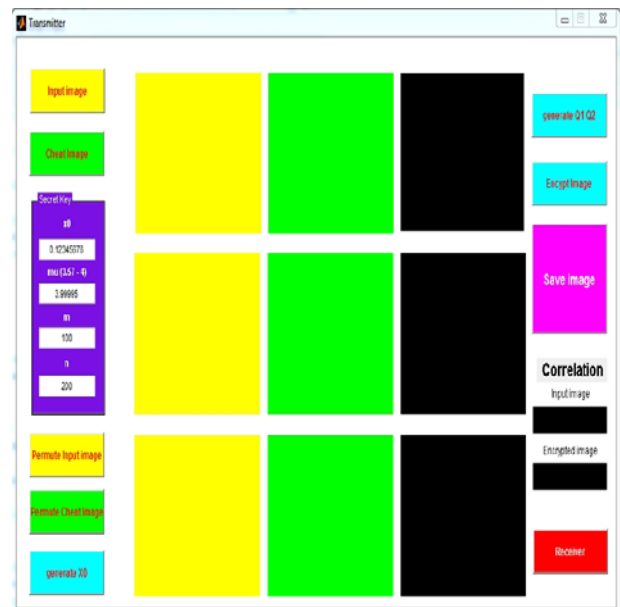 Transmitter
Input image
Cheat Image
Secret Key
x0
0.12345678
mu (3.57 - 4)
3.99995
m
100
n
200
Permute Input image
Permute Cheat Image
generate X0
generate Q1 Q2
Encypt Image
Save Image
Correlation
Input image
Encrypted image
Receiver